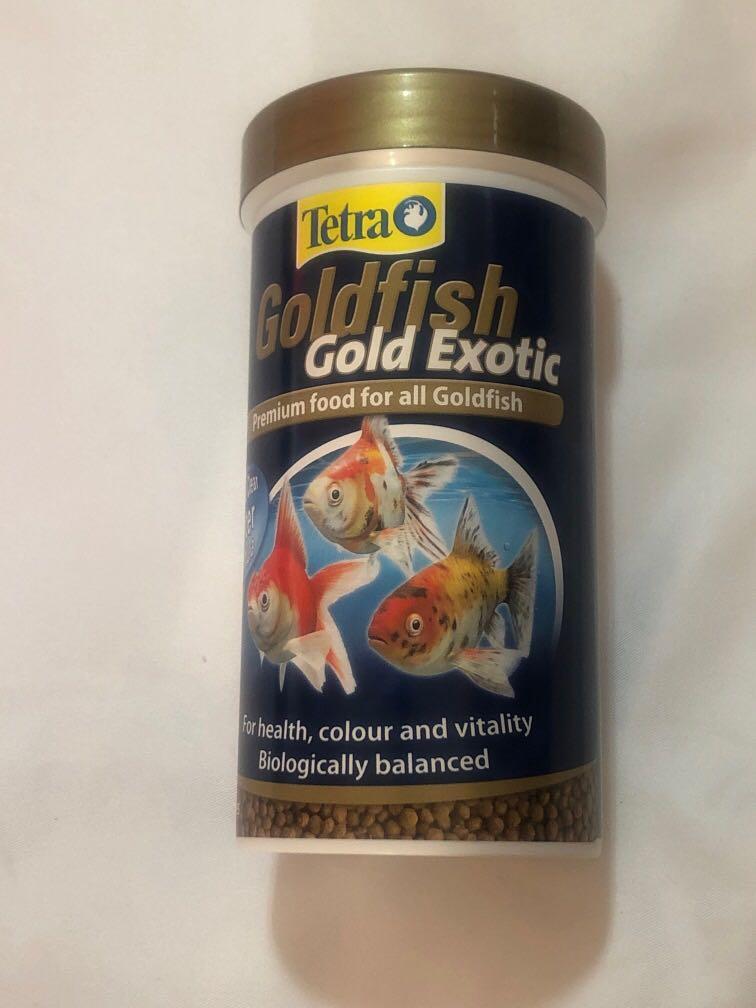 Tetra
Goldfish
Gold Exotic
Premium food for all Goldfish
For health, colour and vitality
Biologically balanced